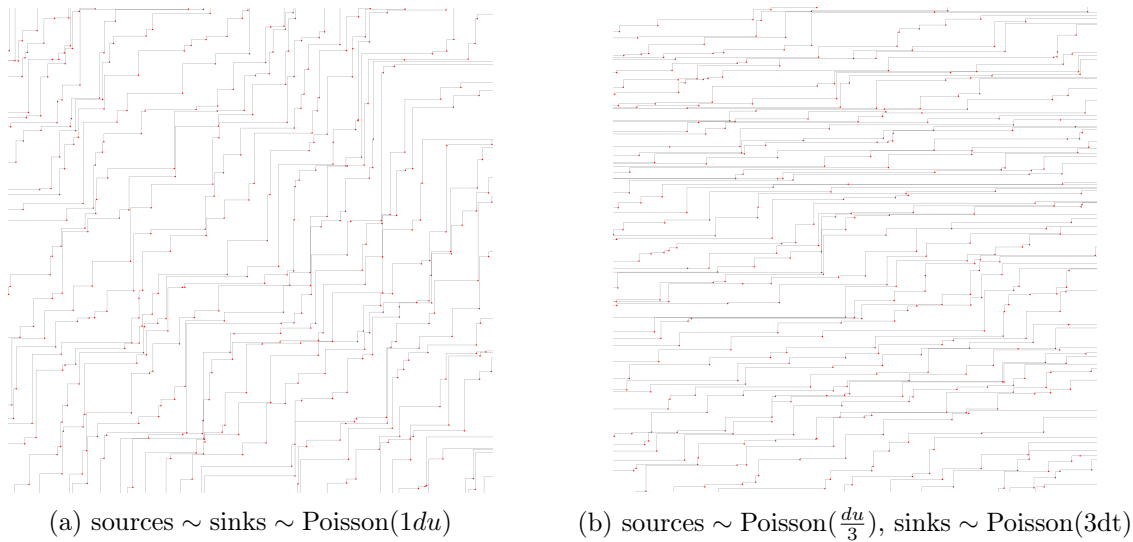 (a) sources ∼ sinks ∼ Poisson(1du)
(b) sources ∼ Poisson(du/3), sinks ∼ Poisson(3dt)